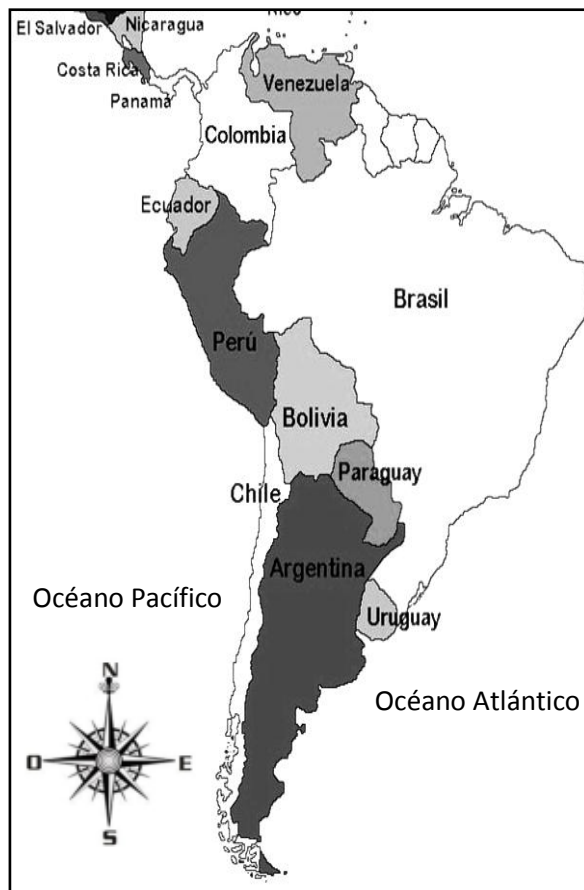 El Salvador
Nicaragua
Costa Rica
Panamá
Venezuela
Colombia
Ecuador
Brasil
Perú
Bolivia
Paraguay
Chile
Argentina
Océano Pacífico
Uruguay
Océano Atlántico
N
O
E
S